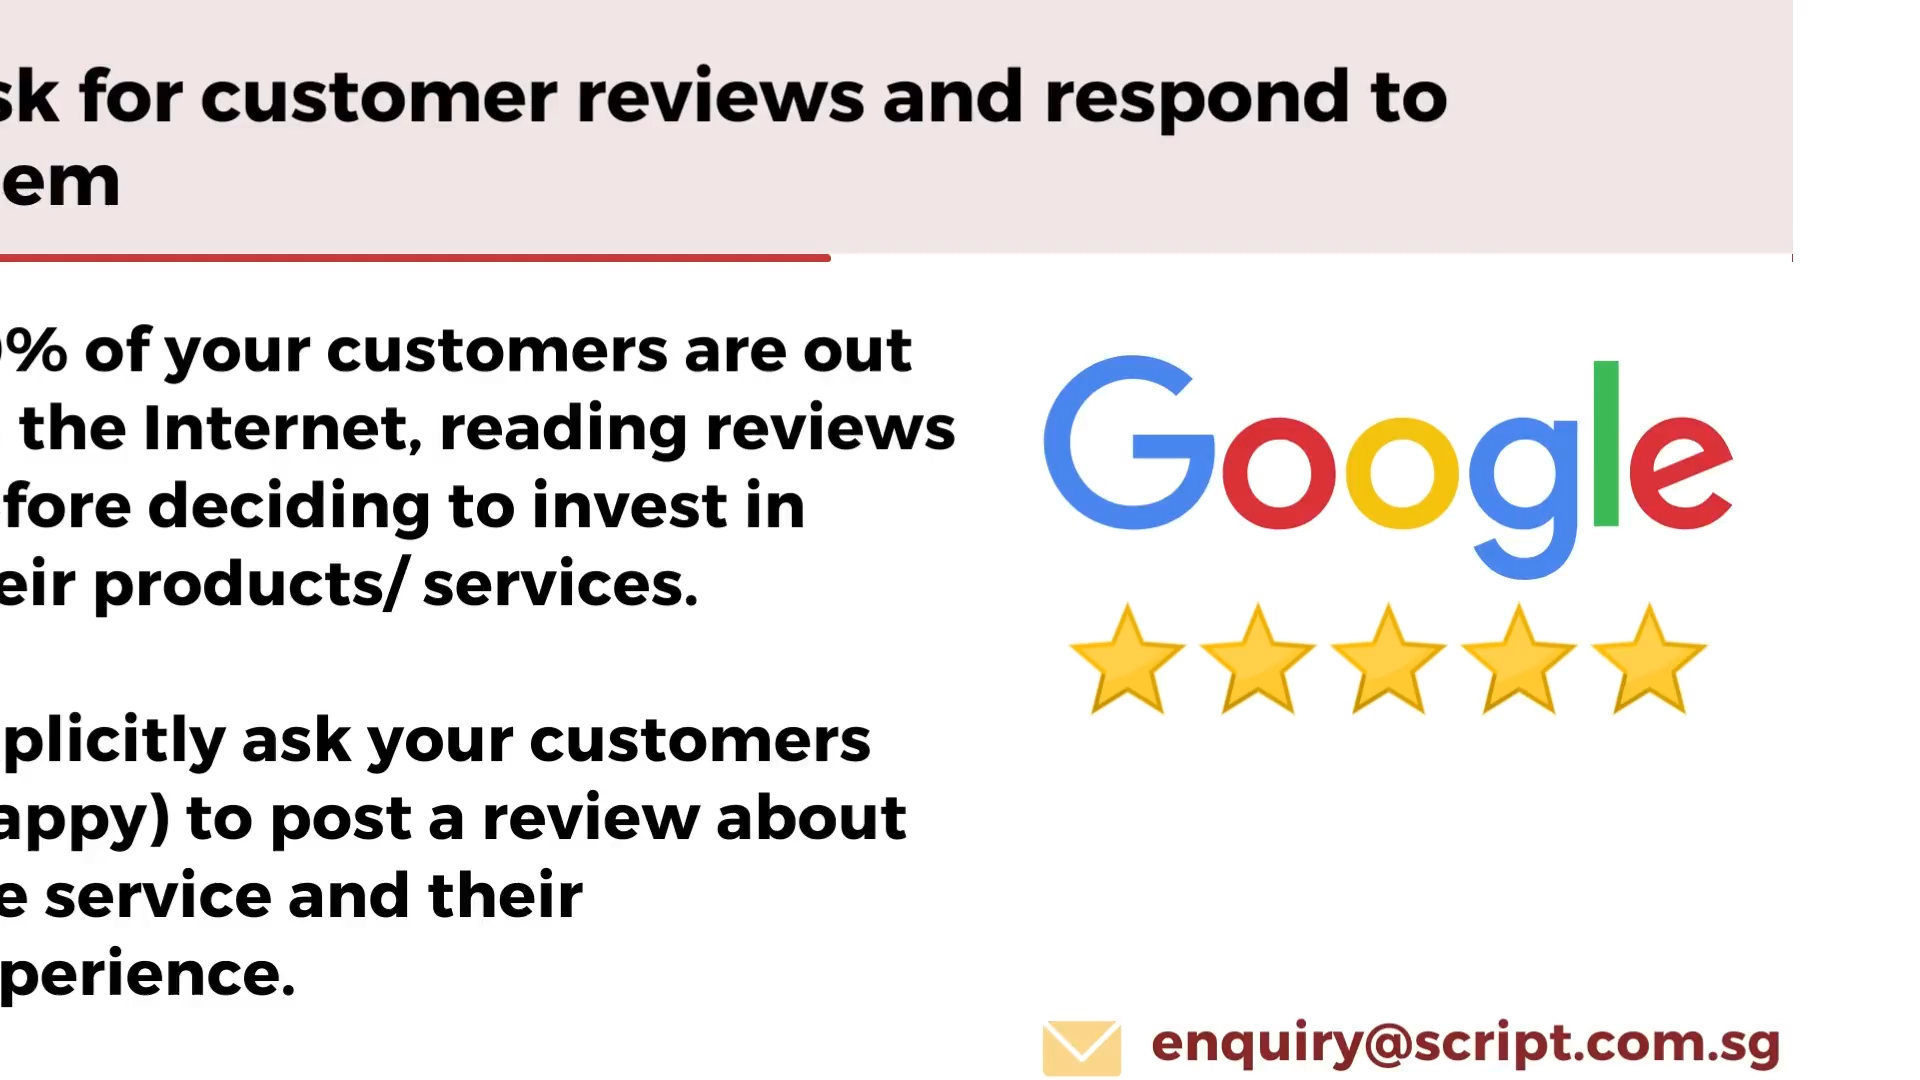 sk for customer reviews and respond to
em
% of your customers are out
the Internet, reading reviews
fore deciding to invest in
eir products/ services.
plicitly ask your customers
appy) to post a review about
e service and their
perience.
Google
enquiry@script.com.sg